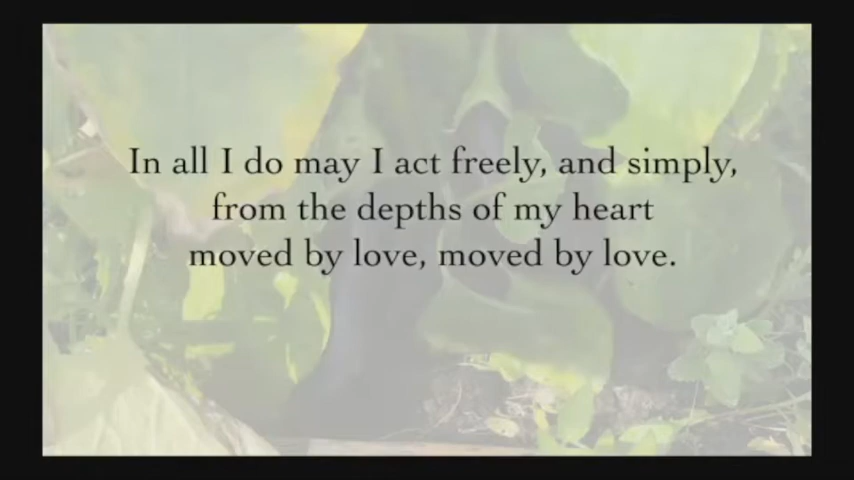 In all I do may I act freely, and simply,
from the depths of my heart
moved by love, moved by love.